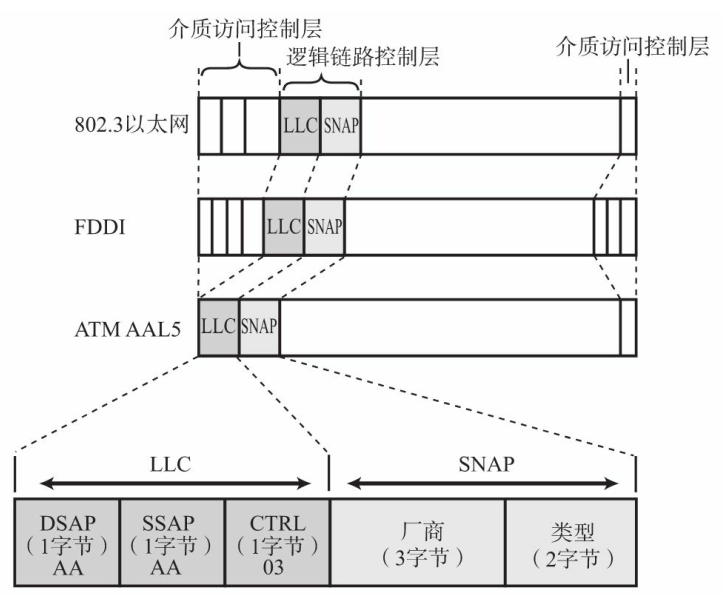 介质访问控制层
逻辑链路控制层
介质访问控制层
802.3以太网
LLC
SNAP
FDDI
LLC
SNAP
ATM AAL5
LLC
SNAP
LLC
SNAP
DSAP
（1字节）
AA
SSAP
（1字节）
AA
CTRL
（1字节）
03
厂商
（3字节）
类型
（2字节）